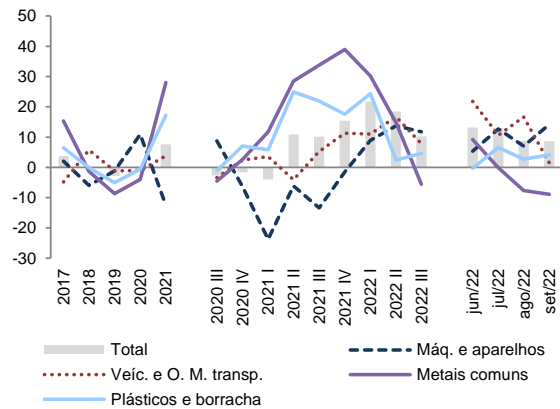 50
40
30
20
10
0
-10
-20
-30
2017
2018
2019
2020
2021
2020 III
2020 IV
2021 I
2021 II
2021 III
2021 IV
2022 I
2022 II
2022 III
jun/22
jul/22
ago/22
set/22
Total
Máq. e aparelhos
Veíc. e O. M. transp.
Metais comuns
Plásticos e borracha